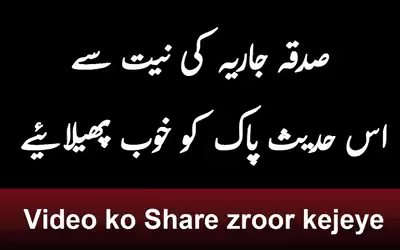 صدقہ جاریہ کی نیت سے
اس حدیث پاک کو خوب پھیلائیے
Video ko Share zroor kejeye